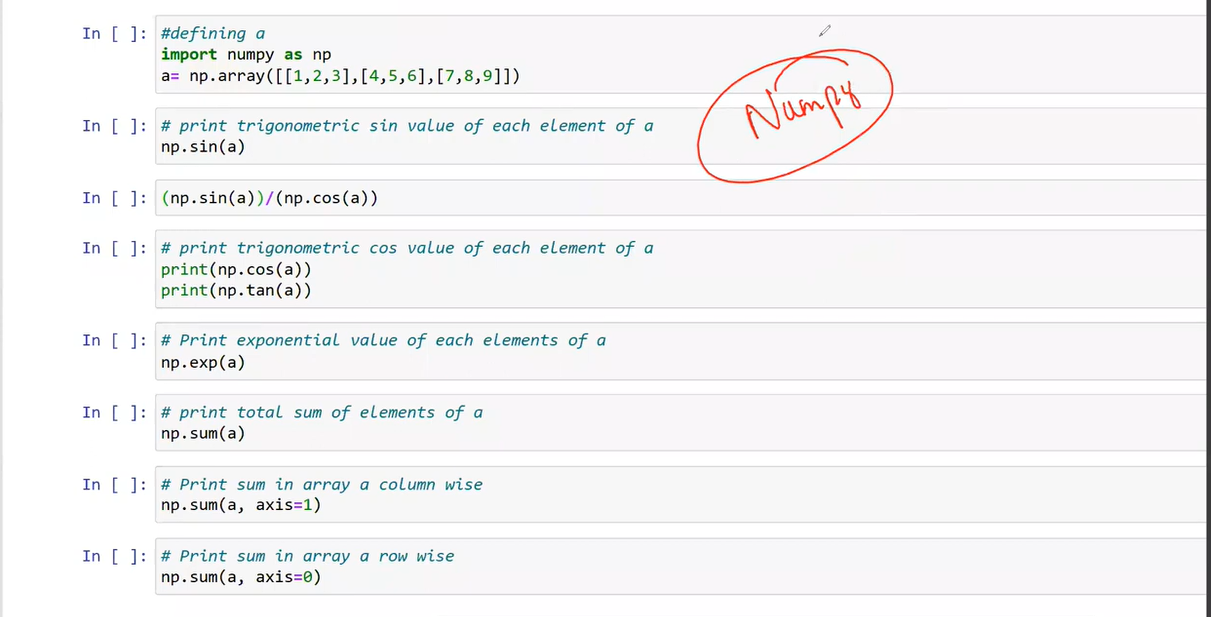 In [ ]: #defining a
import numpy as np
a= np.array([[1,2,3],[4,5,6],[7,8,9]])
Numpy
In [ ]: # print trigonometric sin value of each element of a
np.sin(a)
In [ ]: (np.sin(a))/(np.cos(a))
In [ ]: # print trigonometric cos value of each element of a
print(np.cos(a))
print(np.tan(a))
In [ ]: # Print exponential value of each elements of a
np.exp(a)
In [ ]: # print total sum of elements of a
np.sum(a)
In [ ]: # Print sum in array a column wise
np.sum(a, axis=1)
In [ ]: # Print sum in array a row wise
np.sum(a, axis=0)